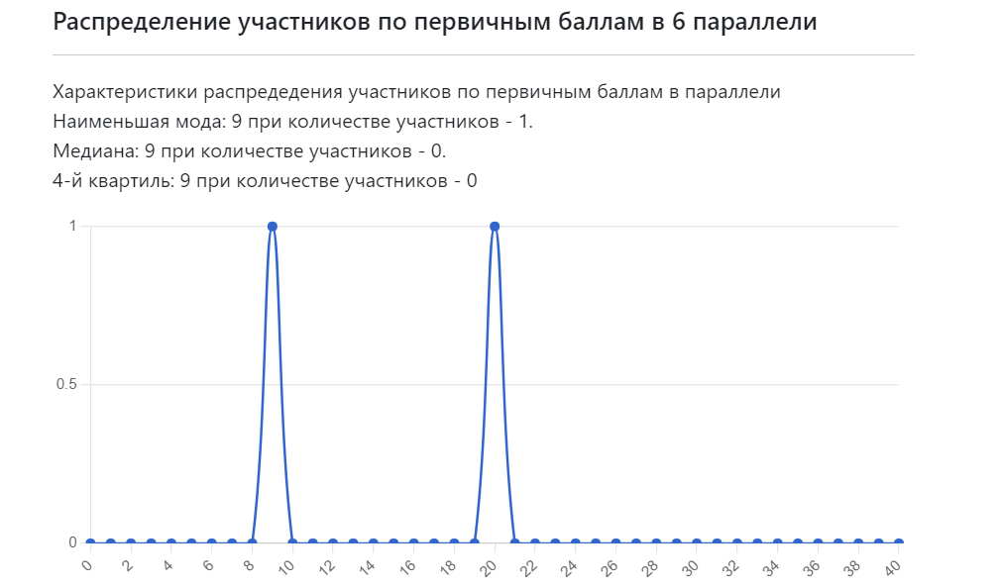 Распределение участников по первичным баллам в 6 параллели
Характеристики распредедения участников по первичным баллам в параллели
Наименьшая мода: 9 при количестве участников - 1.
Медиана: 9 при количестве участников - 0.
4-й квартиль: 9 при количестве участников - 0
1
0.5
0
0 2 4 6 8 10 12 14 16 18 20 22 24 26 28 30 32 34 36 38 40